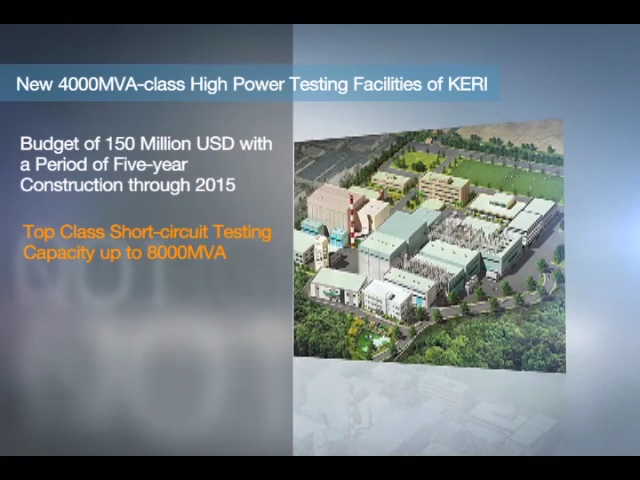 New 4000MVA-class High Power Testing Facilities of KERI
Budget of 150 Million USD with
a Period of Five-year
Construction through 2015
Top Class Short-circuit Testing
Capacity up to 8000MVA